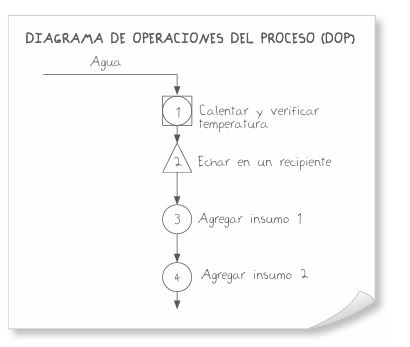 DIAGRAMA DE OPERACIONES DEL PROCESO (DOP)
Agua
1
Calentar y verificar
temperatura
2
Echar en un recipiente
3
Agregar insumo 1
4
Agregar insumo 2